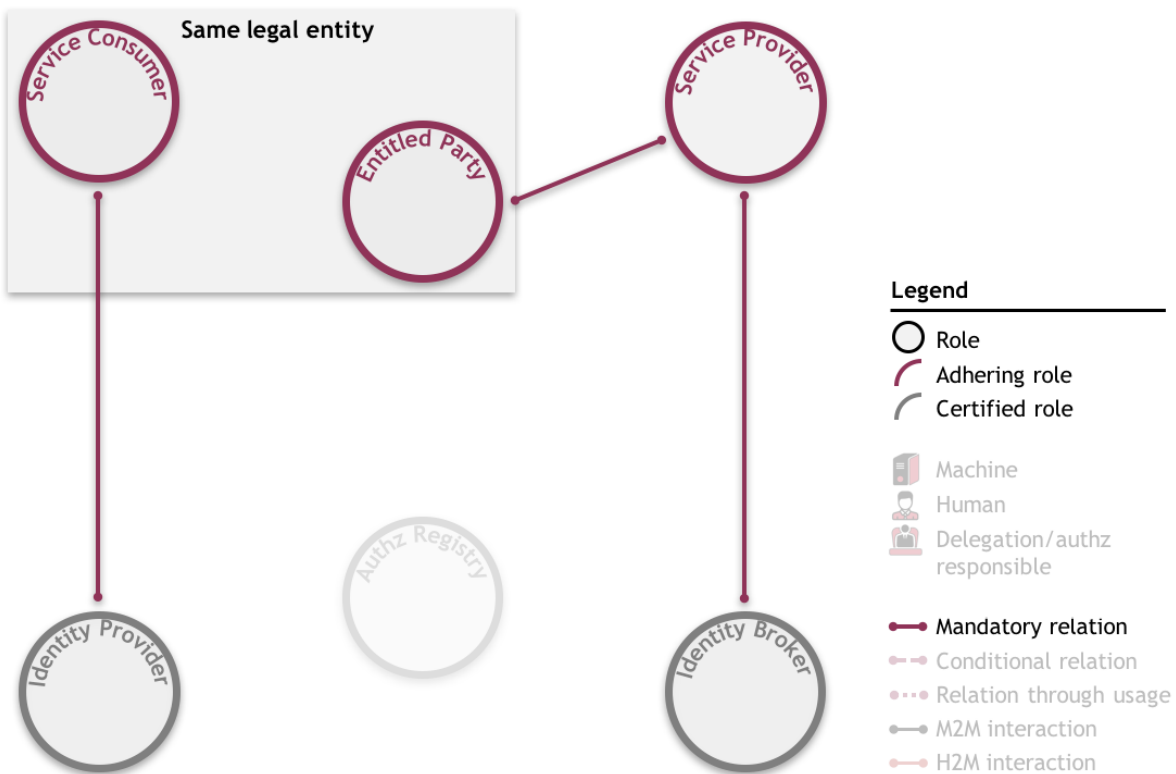 Same legal entity
Service Consumer
Service Provider
Entitled Party
Authz Registry
Identity Provider
Identity Broker
Legend
Role
Adhering role
Certified role
Machine
Human
Delegation/authz
responsible
Mandatory relation
Conditional relation
Relation through usage
M2M interaction
H2M interaction